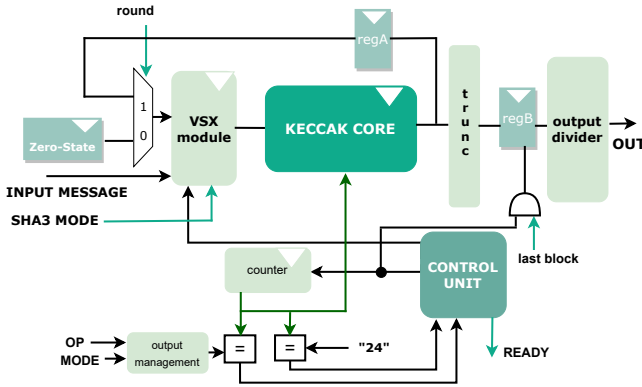 round
regA
1
0
VSX
module
KECCAK CORE
trunc
regB
output
divider
OUT
Zero-State
INPUT MESSAGE
SHA3 MODE
last block
counter
CONTROL
UNIT
OP
MODE
output
management
=
=
"24"
READY